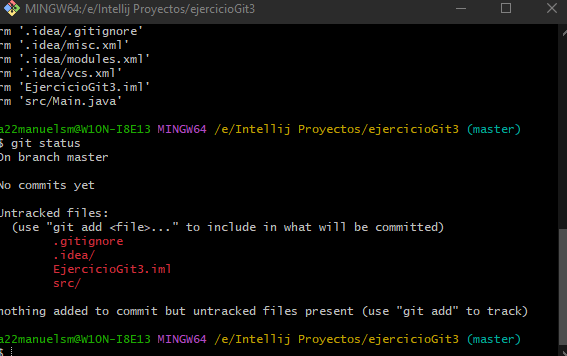 MINGW64:/e/Intellij Proyectos/ejercicioGit3
rm '.idea/.gitignore'
rm '.idea/misc.xml'
rm '.idea/modules.xml'
rm '.idea/vcs.xml'
rm 'EjercicioGit3.iml'
rm 'src/Main.java'
a22manuelsm@W10N-I8E13 MINGW64 /e/Intellij Proyectos/ejercicioGit3 (master)
$ git status
On branch master
No commits yet
Untracked files:
(use "git add <file>..." to include in what will be committed)
.gitignore
.idea/
EjercicioGit3.iml
src/
nothing added to commit but untracked files present (use "git add" to track)
a22manuelsm@W10N-I8E13 MINGW64 /e/Intellij Proyectos/ejercicioGit3 (master)
$